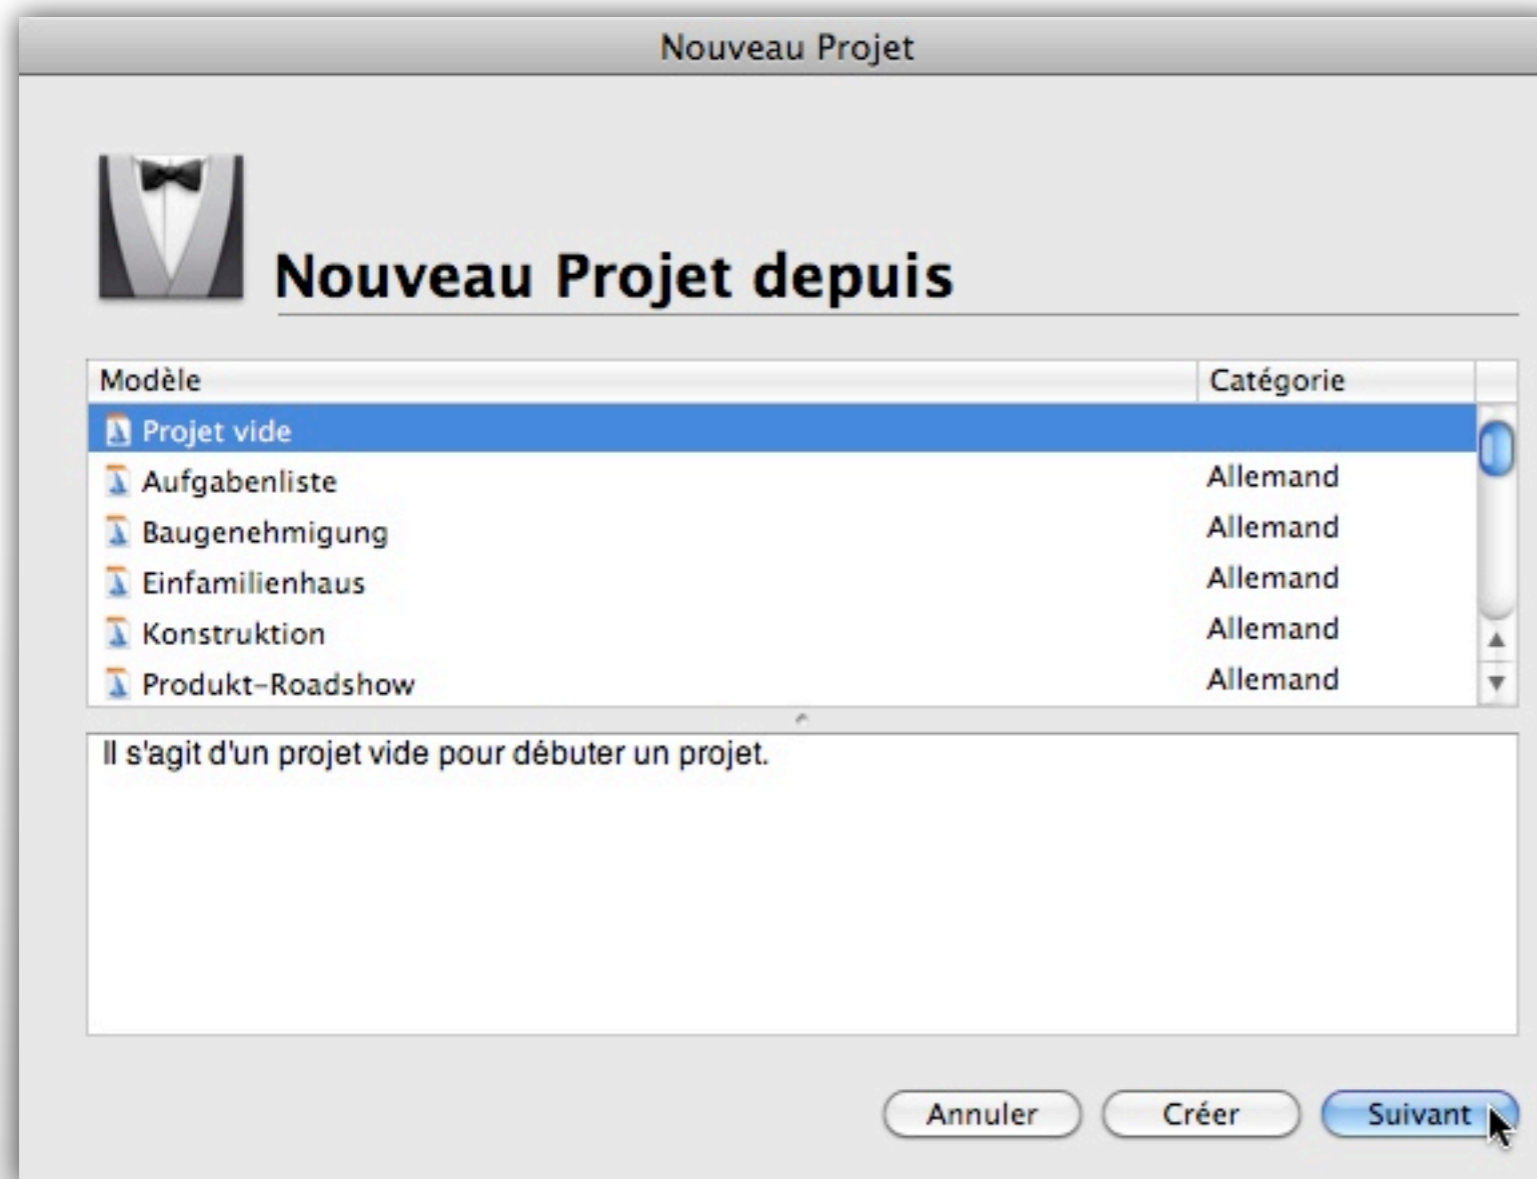 Nouveau Projet
Nouveau Projet depuis
Modèle Catégorie
Projet vide
Aufgabenliste Allemand
Baugenehmigung Allemand
Einfamilienhaus Allemand
Konstruktion Allemand
Produkt-Roadshow Allemand
Il s'agit d'un projet vide pour débuter un projet.
Annuler Créer Suivant